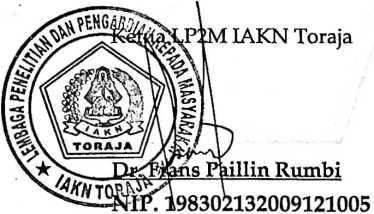 Ketua LP2M IAKN Toraja
LEMBAGA PENELITIAN DAN PENGABDIAN KEPADA MASYARAKAT
IAKN
TORAJA
★ IAKN TORAJA ★
Dr. Frans Paillin Rumbi
NIP. 198302132009121005